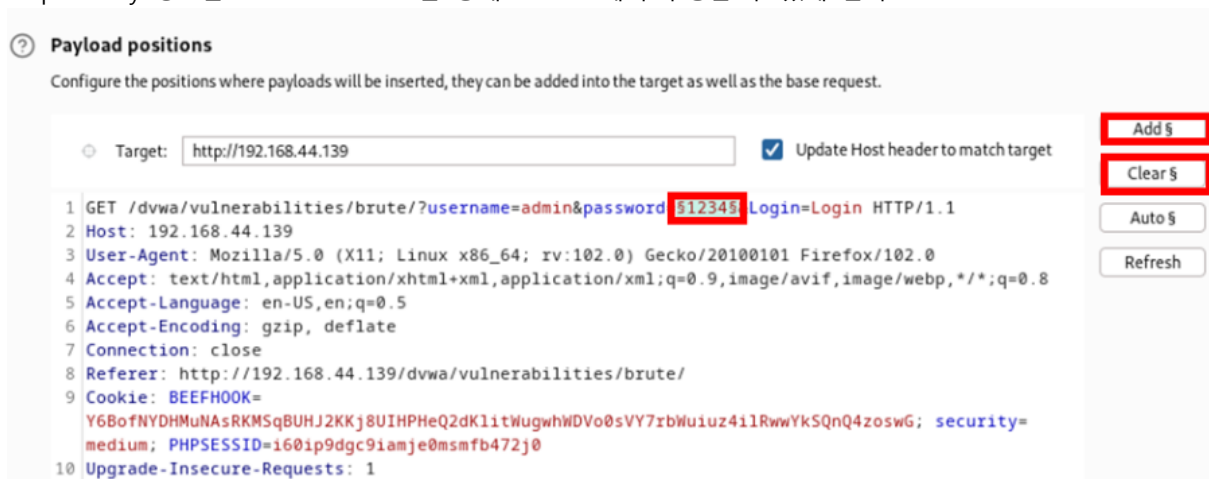 Payload positions
Configure the positions where payloads will be inserted, they can be added into the target as well as the base request.
Add §
Target: http://192.168.44.139 Update Host header to match target
Clear §
1 GET /dvwa/vulnerabilities/brute/?username=admin&password §1234§ Login=Login HTTP/1.1
Auto §
2 Host: 192.168.44.139
3 User-Agent: Mozilla/5.0 (X11; Linux x86_64; rv:102.0) Gecko/20100101 Firefox/102.0
Refresh
4 Accept: text/html,application/xhtml+xml,application/xml;q=0.9,image/avif,image/webp,*/*;q=0.8
5 Accept-Language: en-US,en;q=0.5
6 Accept-Encoding: gzip, deflate
7 Connection: close
8 Referer: http://192.168.44.139/dvwa/vulnerabilities/brute/
9 Cookie: BEEFHOOK=
Y6BofNYDHMuNAsRKMSqBUHJ2KKj8UIHPHeQ2dKlitWugwhWDVo0sVY7rbWuiuz4ilRwwYkSQnQ4zoswG; security=
medium; PHPSESSID=i60ip9dgc9iamje0msmfb472j0
10 Upgrade-Insecure-Requests: 1